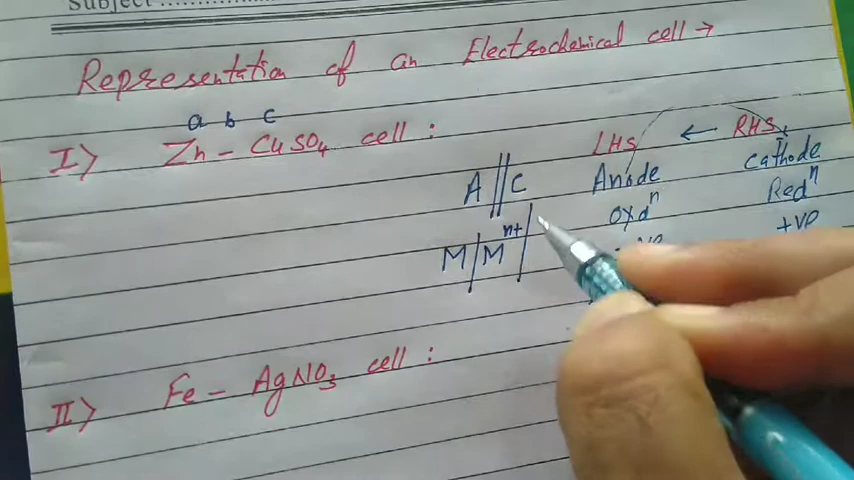 Subject ..................
Representation of an Electrochemical cell →
a b c
I> Zn - CuSO4 cell :
LHS ← RHS
A || C Anode Cathode
oxdⁿ Redⁿ
M | Mⁿ⁺ | +ve
II> Fe - AgNO3 cell :